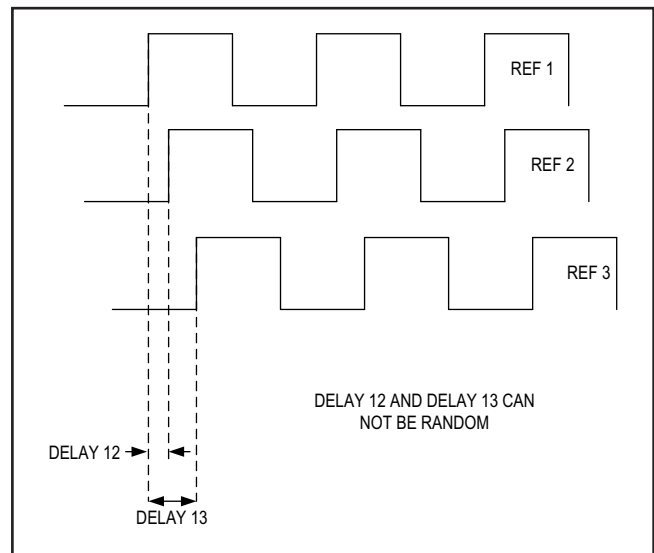 REF 1
REF 2
REF 3
DELAY 12 AND DELAY 13 CAN
NOT BE RANDOM
DELAY 12
DELAY 13